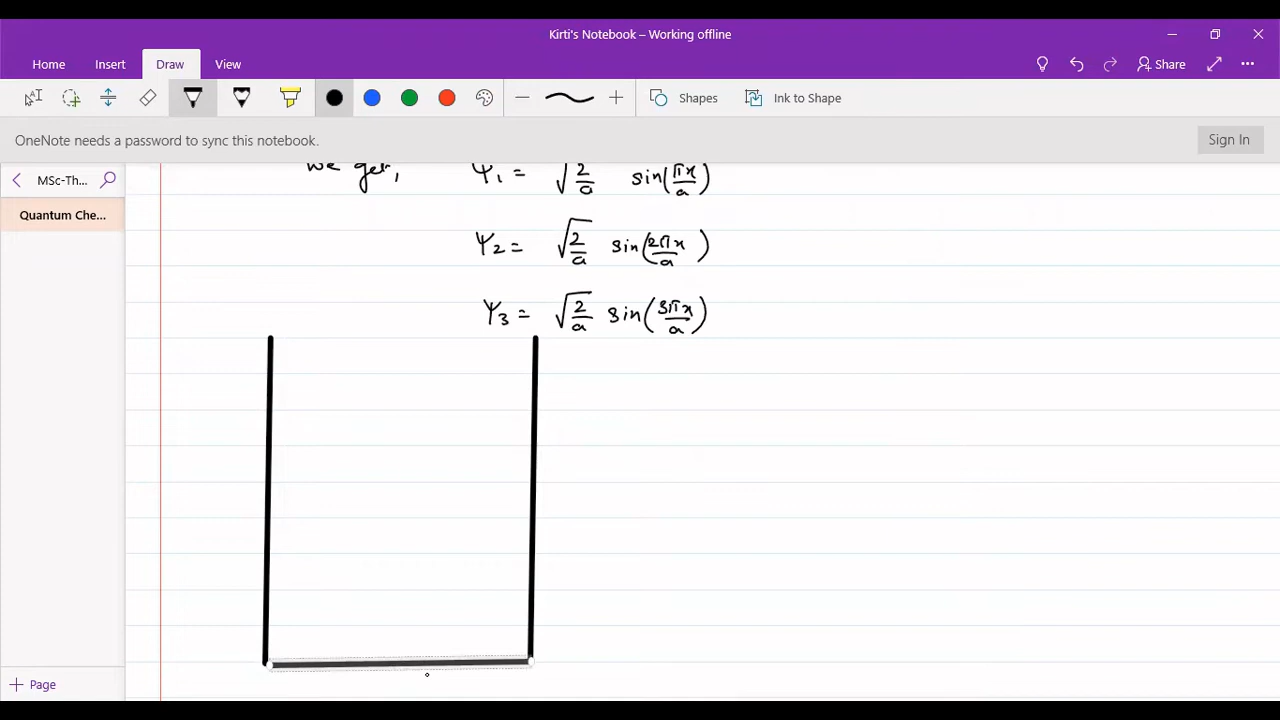 Kirti's Notebook – Working offline
Home Insert Draw View Share
Shapes Ink to Shape
OneNote needs a password to sync this notebook. Sign In
MSc-Th...
Quantum Che...
we get, Ψ₁ = √2/a sin(πx/a)
Ψ₂ = √2/a sin(2πx/a)
Ψ₃ = √2/a sin(3πx/a)
Page